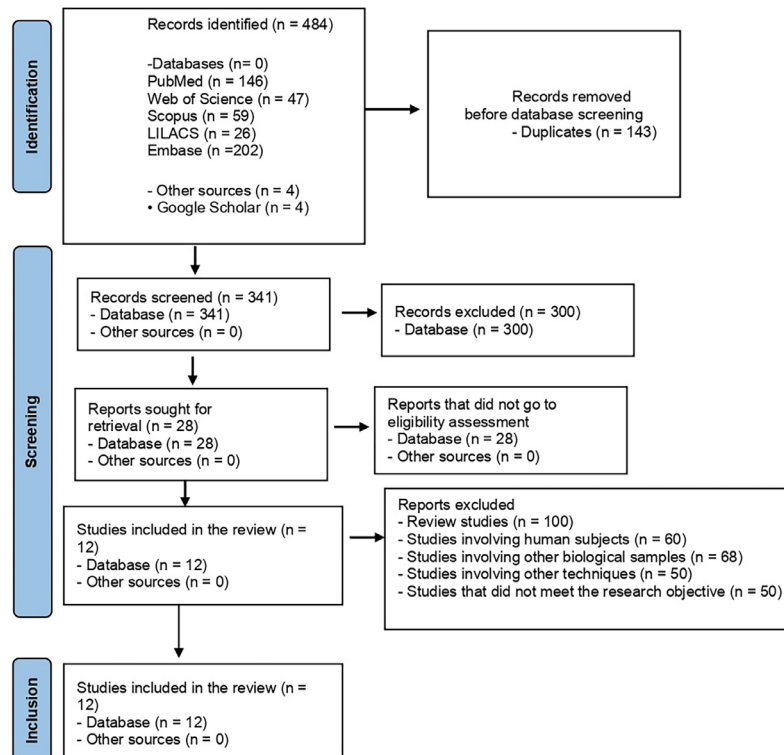 Identification
Records identified (n = 484)
-Databases (n= 0)
PubMed (n = 146)
Web of Science (n = 47)
Scopus (n = 59)
LILACS (n = 26)
Embase (n =202)
- Other sources (n = 4)
• Google Scholar (n = 4)
Records removed
before database screening
- Duplicates (n = 143)
Screening
Records screened (n = 341)
- Database (n = 341)
- Other sources (n = 0)
Records excluded (n = 300)
- Database (n = 300)
Reports sought for
retrieval (n = 28)
- Database (n = 28)
- Other sources (n = 0)
Reports that did not go to
eligibility assessment
- Database (n = 28)
- Other sources (n = 0)
Studies included in the review (n =
12)
- Database (n = 12)
- Other sources (n = 0)
Reports excluded
- Review studies (n = 100)
- Studies involving human subjects (n = 60)
- Studies involving other biological samples (n = 68)
- Studies involving other techniques (n = 50)
- Studies that did not meet the research objective (n = 50)
Inclusion
Studies included in the review (n =
12)
- Database (n = 12)
- Other sources (n = 0)